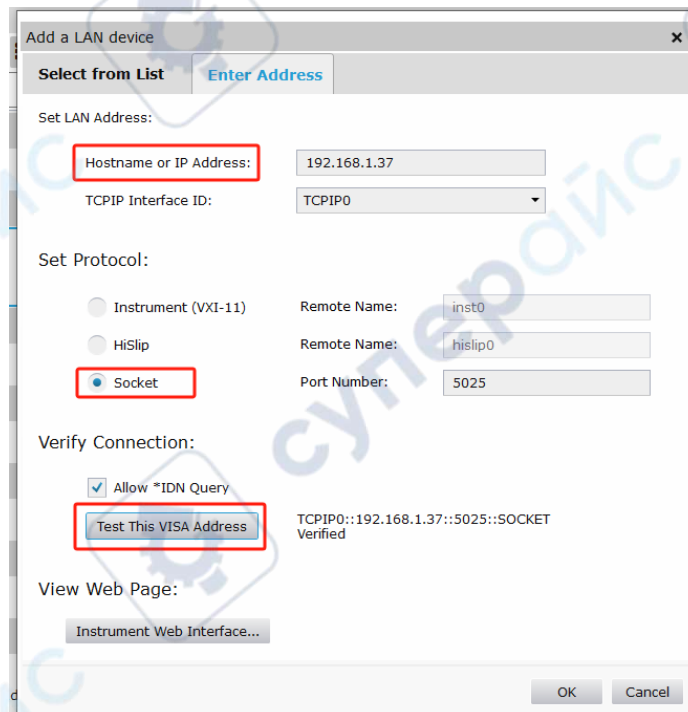 Add a LAN device
Select from List
Enter Address
Set LAN Address:
Hostname or IP Address: 192.168.1.37
TCPIP Interface ID: TCPIP0
Set Protocol:
Instrument (VXI-11) Remote Name: inst0
HiSlip Remote Name: hislip0
Socket Port Number: 5025
Verify Connection:
Allow *IDN Query
Test This VISA Address
TCPIP0::192.168.1.37::5025::SOCKET
Verified
View Web Page:
Instrument Web Interface...
OK Cancel
суперайс